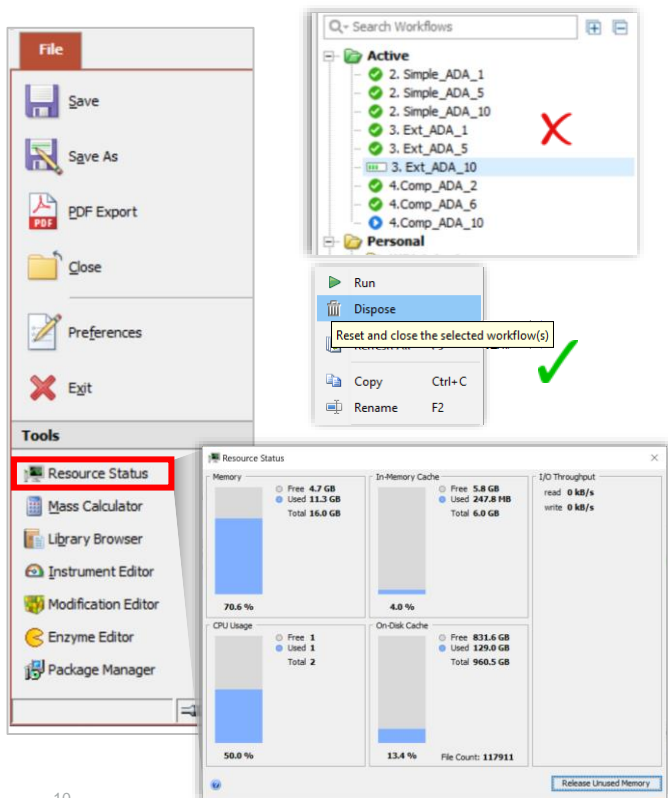 File
Save
Save As
PDF Export
Close
Preferences
Exit
Tools
Resource Status
Mass Calculator
Library Browser
Instrument Editor
Modification Editor
Enzyme Editor
Package Manager
Search Workflows
Active
2. Simple_ADA_1
2. Simple_ADA_5
2. Simple_ADA_10
3. Ext_ADA_1
3. Ext_ADA_5
3. Ext_ADA_10
4.Comp_ADA_2
4.Comp_ADA_6
4.Comp_ADA_10
Personal
Run
Dispose
Reset and close the selected workflow(s)
Copy Ctrl+C
Rename F2
Resource Status
Memory
Free 4.7 GB
Used 11.3 GB
Total 16.0 GB
70.6 %
In-Memory Cache
Free 5.8 GB
Used 247.8 MB
Total 6.0 GB
4.0 %
I/O Throughput
read 0 kB/s
write 0 kB/s
CPU Usage
Free 1
Used 1
Total 2
50.0 %
On-Disk Cache
Free 831.6 GB
Used 129.0 GB
Total 960.5 GB
13.4 % File Count: 117911
Release Unused Memory